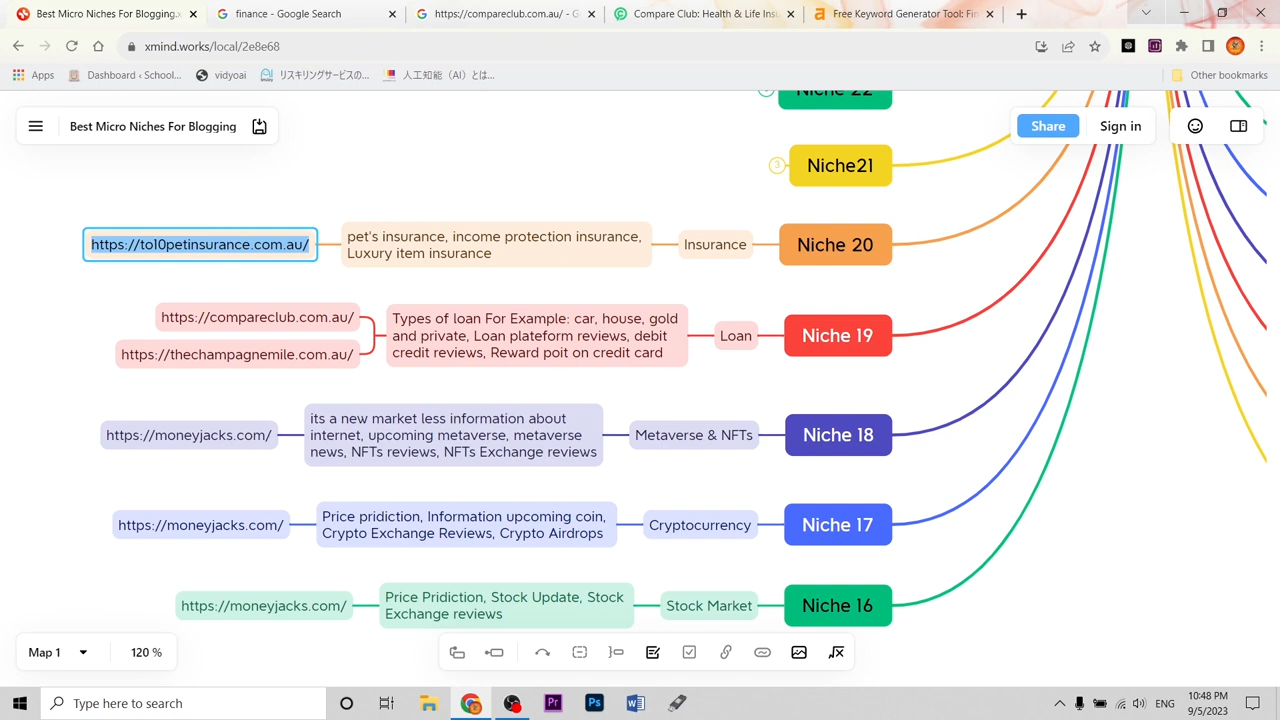 Best Micro Niches For Blogging.x
finance - Google Search
https://compareclub.com.au/ - G
Compare Club: Health & Life Insu
Free Keyword Generator Tool: Fin
xmind.works/local/2e8e68
Apps
Dashboard ‹ School...
vidyoai
リスキリングサービスの...
人工知能（AI）とは...
Other bookmarks
Best Micro Niches For Blogging
Share
Sign in
Niche 22
3
Niche21
https://to10petinsurance.com.au/
pet's insurance, income protection insurance,
Luxury item insurance
Insurance
Niche 20
https://compareclub.com.au/
https://thechampagnemile.com.au/
Types of loan For Example: car, house, gold
and private, Loan plateform reviews, debit
credit reviews, Reward poit on credit card
Loan
Niche 19
https://moneyjacks.com/
its a new market less information about
internet, upcoming metaverse, metaverse
news, NFTs reviews, NFTs Exchange reviews
Metaverse & NFTs
Niche 18
https://moneyjacks.com/
Price pridiction, Information upcoming coin,
Crypto Exchange Reviews, Crypto Airdrops
Cryptocurrency
Niche 17
https://moneyjacks.com/
Price Pridiction, Stock Update, Stock
Exchange reviews
Stock Market
Niche 16
Map 1
120 %
Type here to search
ENG
10:48 PM
9/5/2023